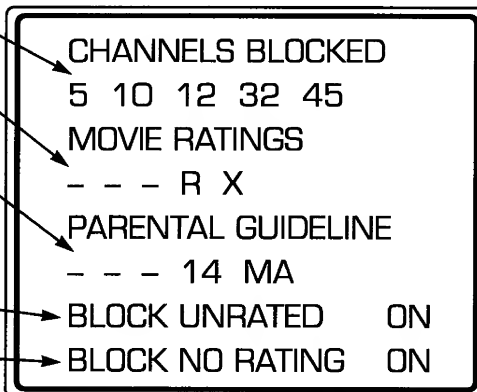 CHANNELS BLOCKED
5 10 12 32 45
MOVIE RATINGS
– – – R X
PARENTAL GUIDELINE
– – – 14 MA
BLOCK UNRATED ON
BLOCK NO RATING ON